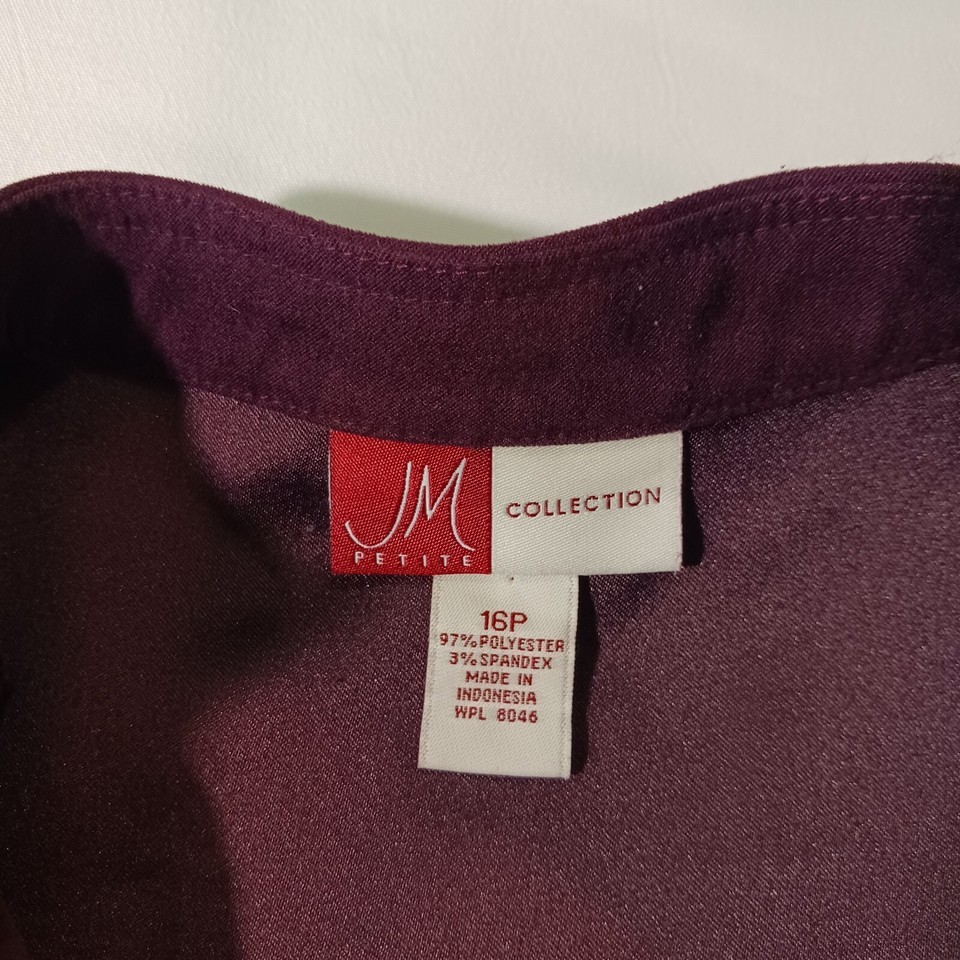 JM
PETITE
COLLECTION
16P
97% POLYESTER
3% SPANDEX
MADE IN
INDONESIA
WPL 8046